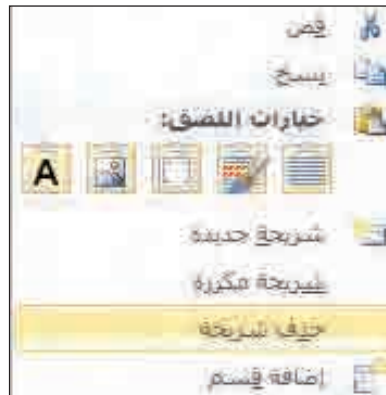 قص
نسخ
خيارات اللصق:
A
شريحة جديدة
شريحة مكررة
حذف شريحة
إضافة قسم